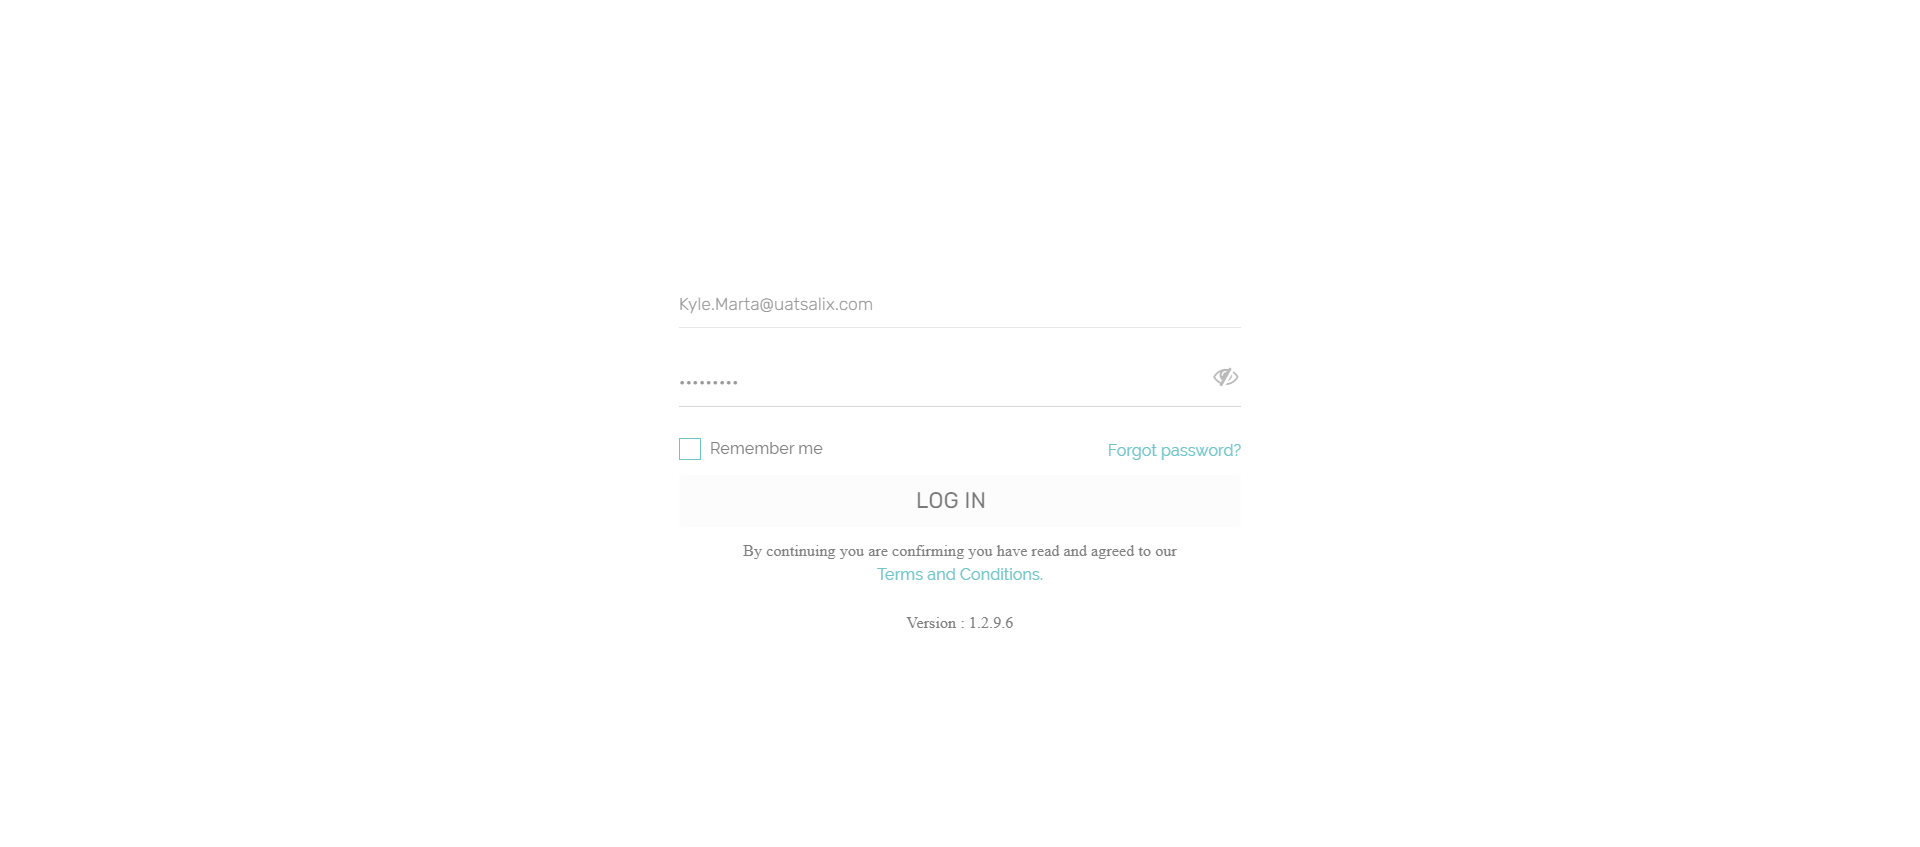 Kyle.Marta@uatsalix.com
•••••••••
Remember me
Forgot password?
LOG IN
By continuing you are confirming you have read and agreed to our
Terms and Conditions.
Version : 1.2.9.6